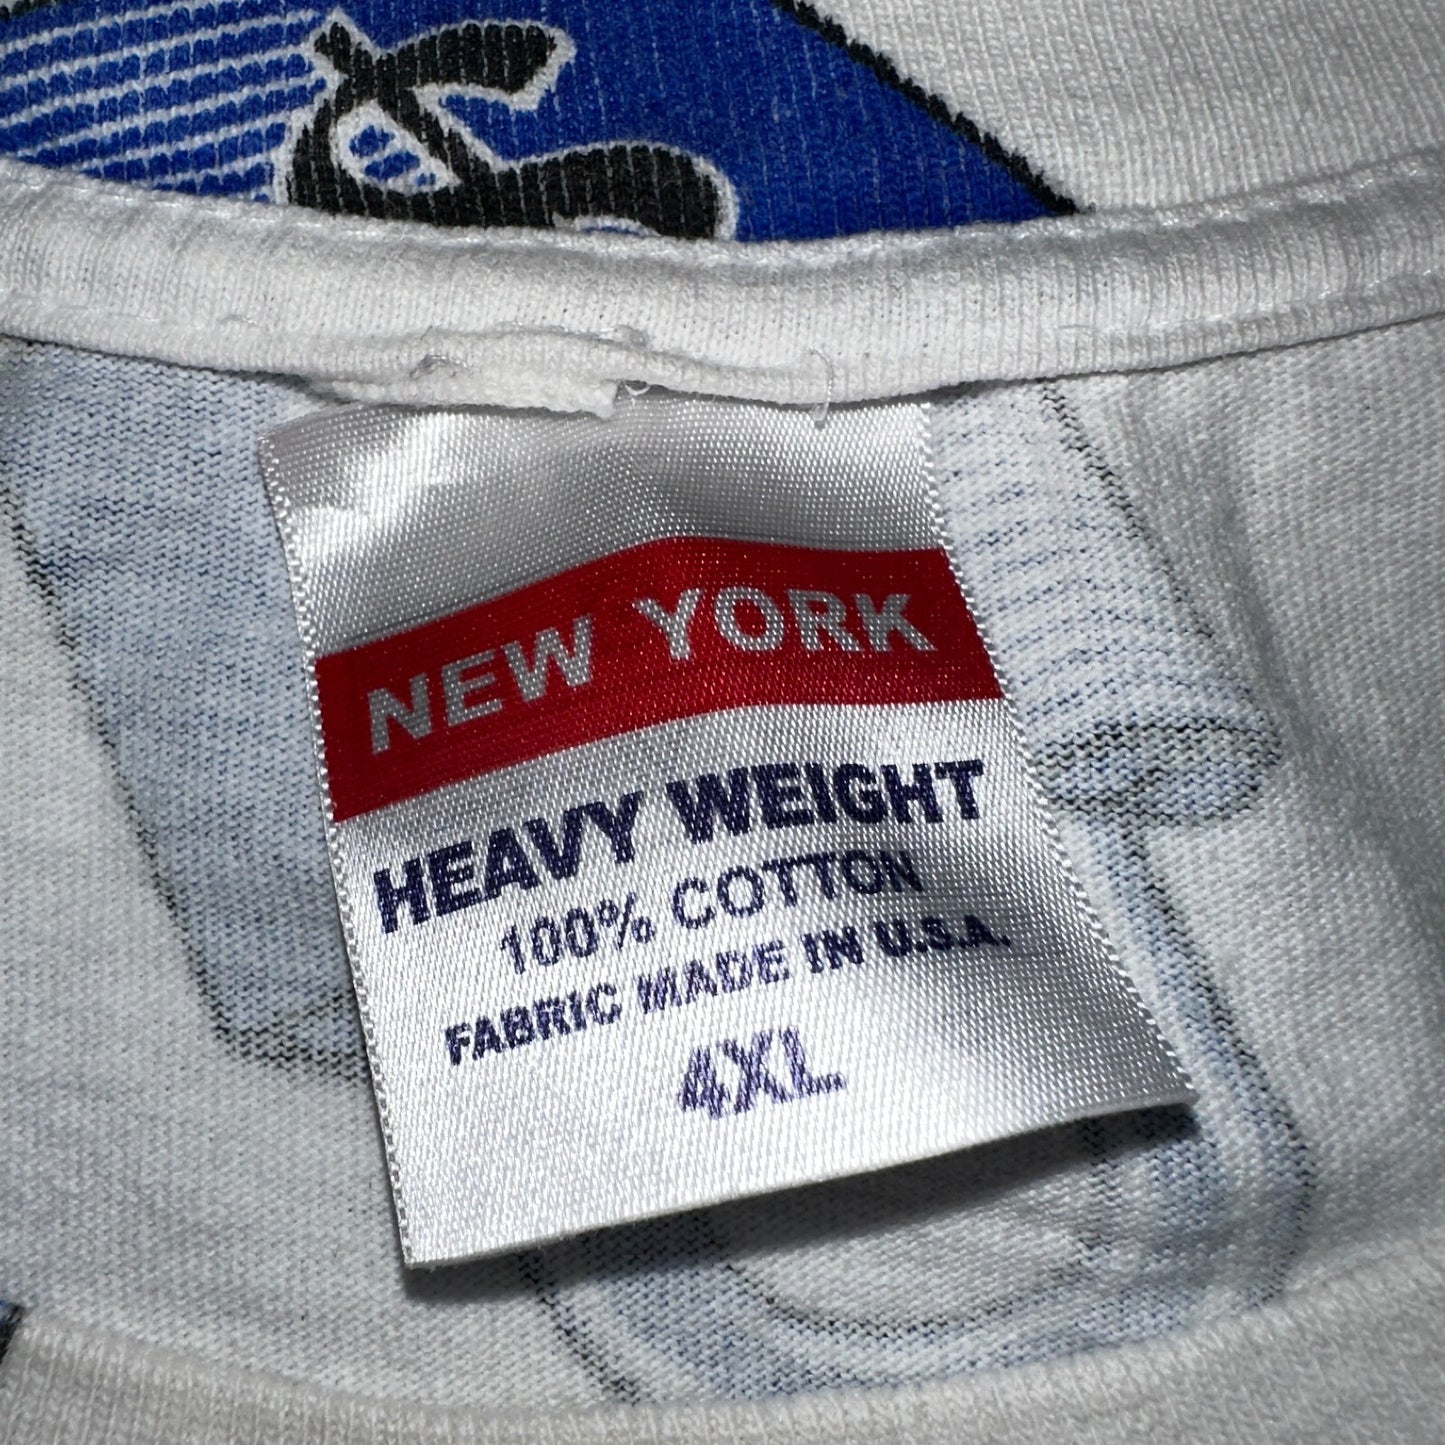 NEW YORK
HEAVY WEIGHT
100% COTTON
FABRIC MADE IN U.S.A.
4XL